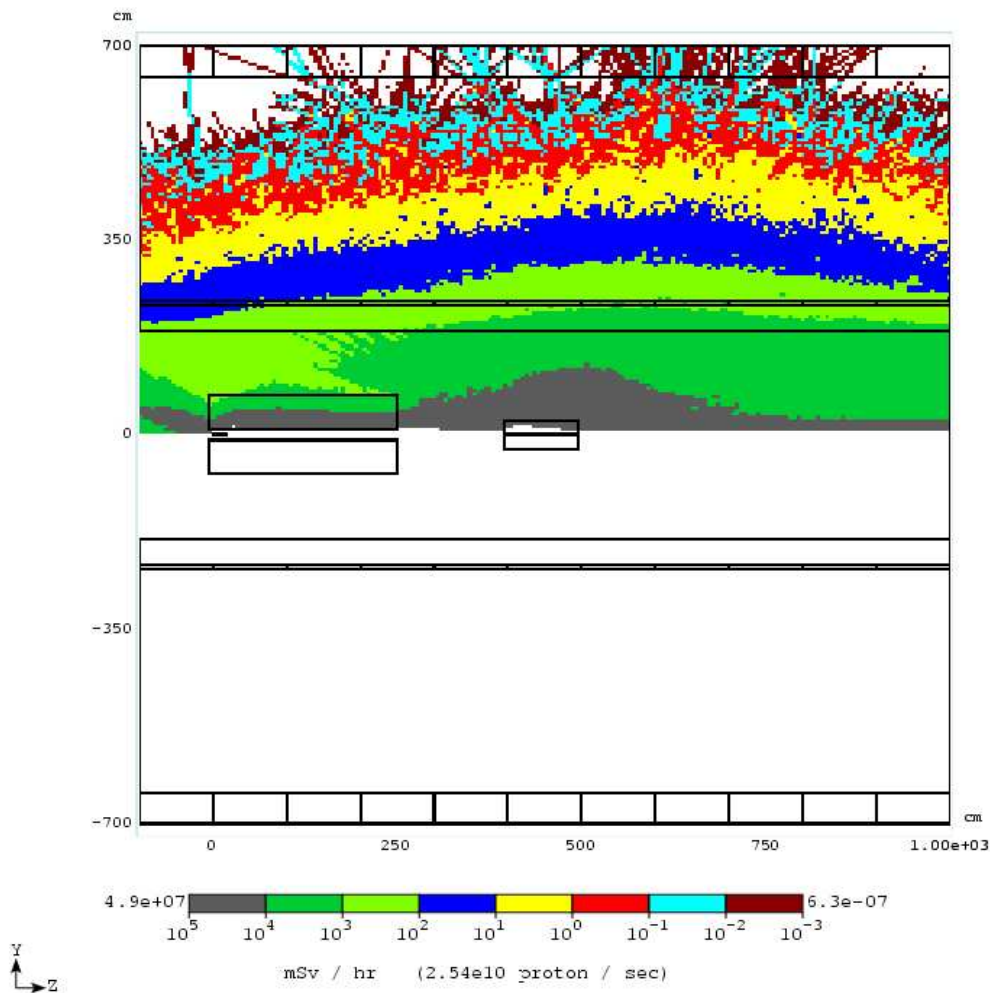 cm
700
350
0
-350
-700
cm
0 250 500 750 1.00e+03
4.9e+07 6.3e-07
10^5 10^4 10^3 10^2 10^1 10^0 10^-1 10^-2 10^-3
mSv / hr (2.54e10 proton / sec)
Y
Z